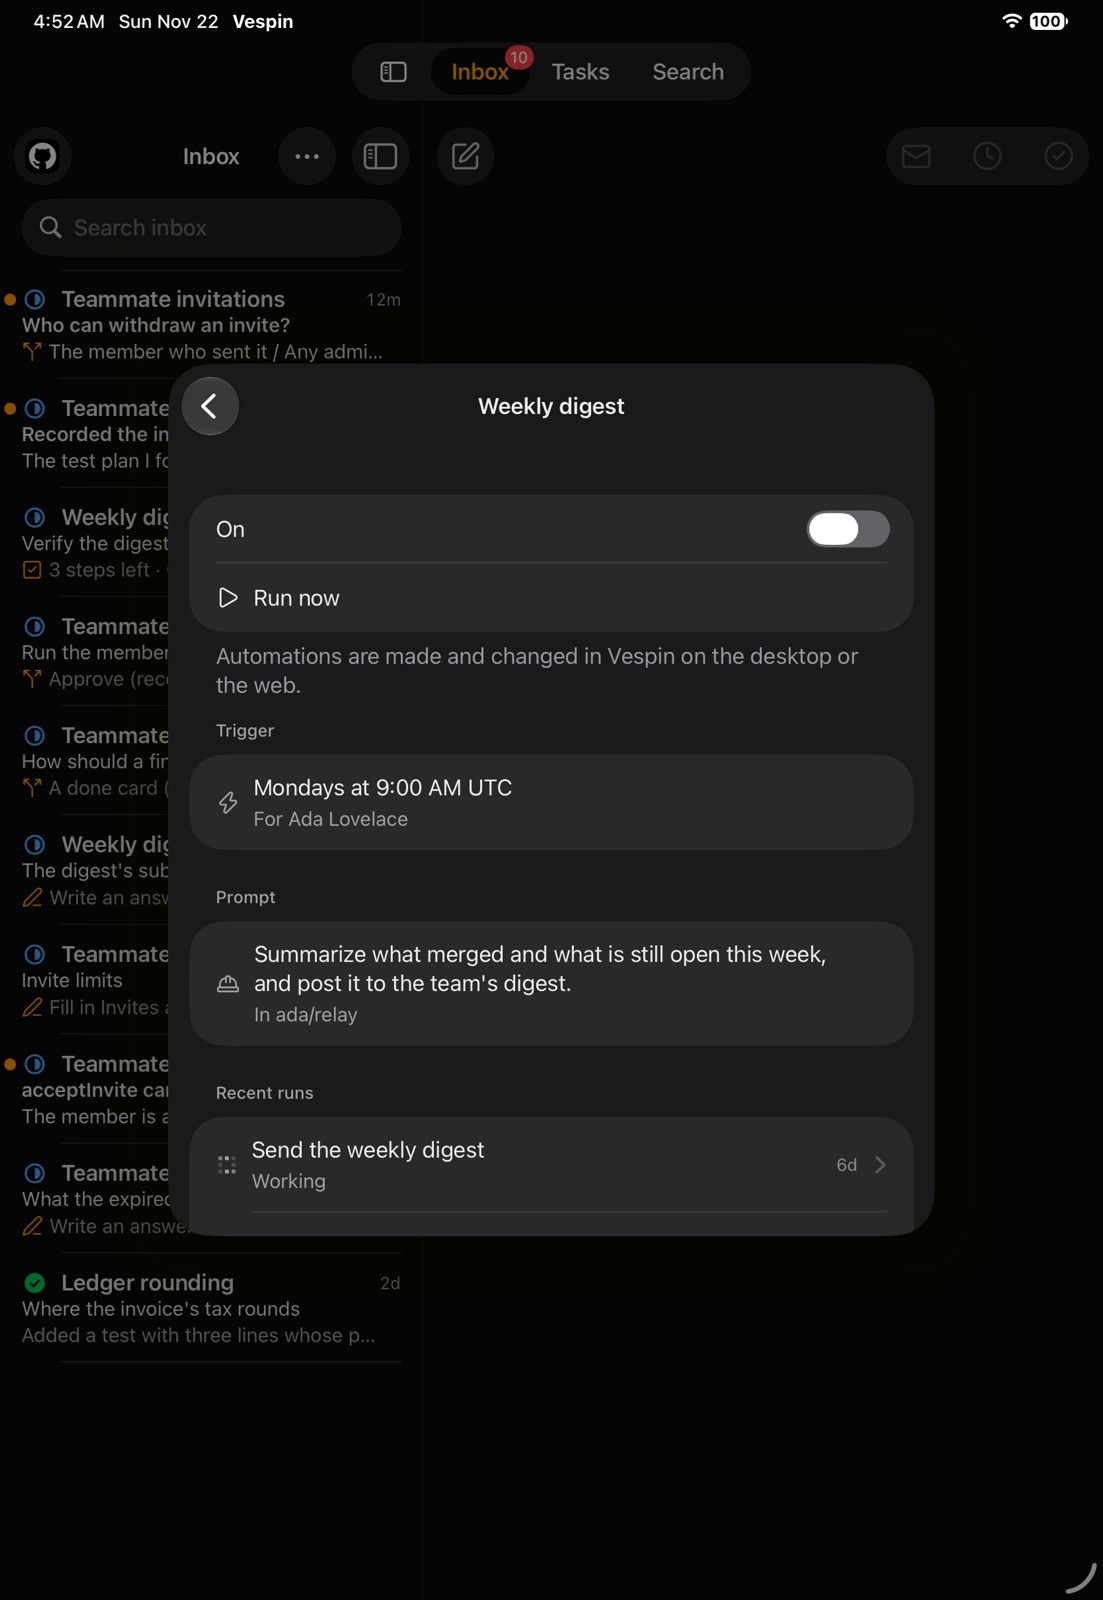 4:52 AM Sun Nov 22 Vespin
100
Inbox
10
Tasks
Search
Inbox
Search inbox
Teammate invitations
12m
Who can withdraw an invite?
The member who sent it / Any admi...
Teammate
Recorded the in
The test plan I fo
Weekly dig
Verify the digest
3 steps left ·
Teammate
Run the member
Approve (rec
Teammate
How should a fin
A done card (
Weekly dig
The digest's sub
Write an answ
Teammate
Invite limits
Fill in Invites a
Teammate
acceptInvite ca
The member is a
Teammate
What the expired
Write an answe
Ledger rounding
2d
Where the invoice's tax rounds
Added a test with three lines whose p...
Weekly digest
On
Run now
Automations are made and changed in Vespin on the desktop or
the web.
Trigger
Mondays at 9:00 AM UTC
For Ada Lovelace
Prompt
Summarize what merged and what is still open this week,
and post it to the team's digest.
In ada/relay
Recent runs
Send the weekly digest
6d
Working